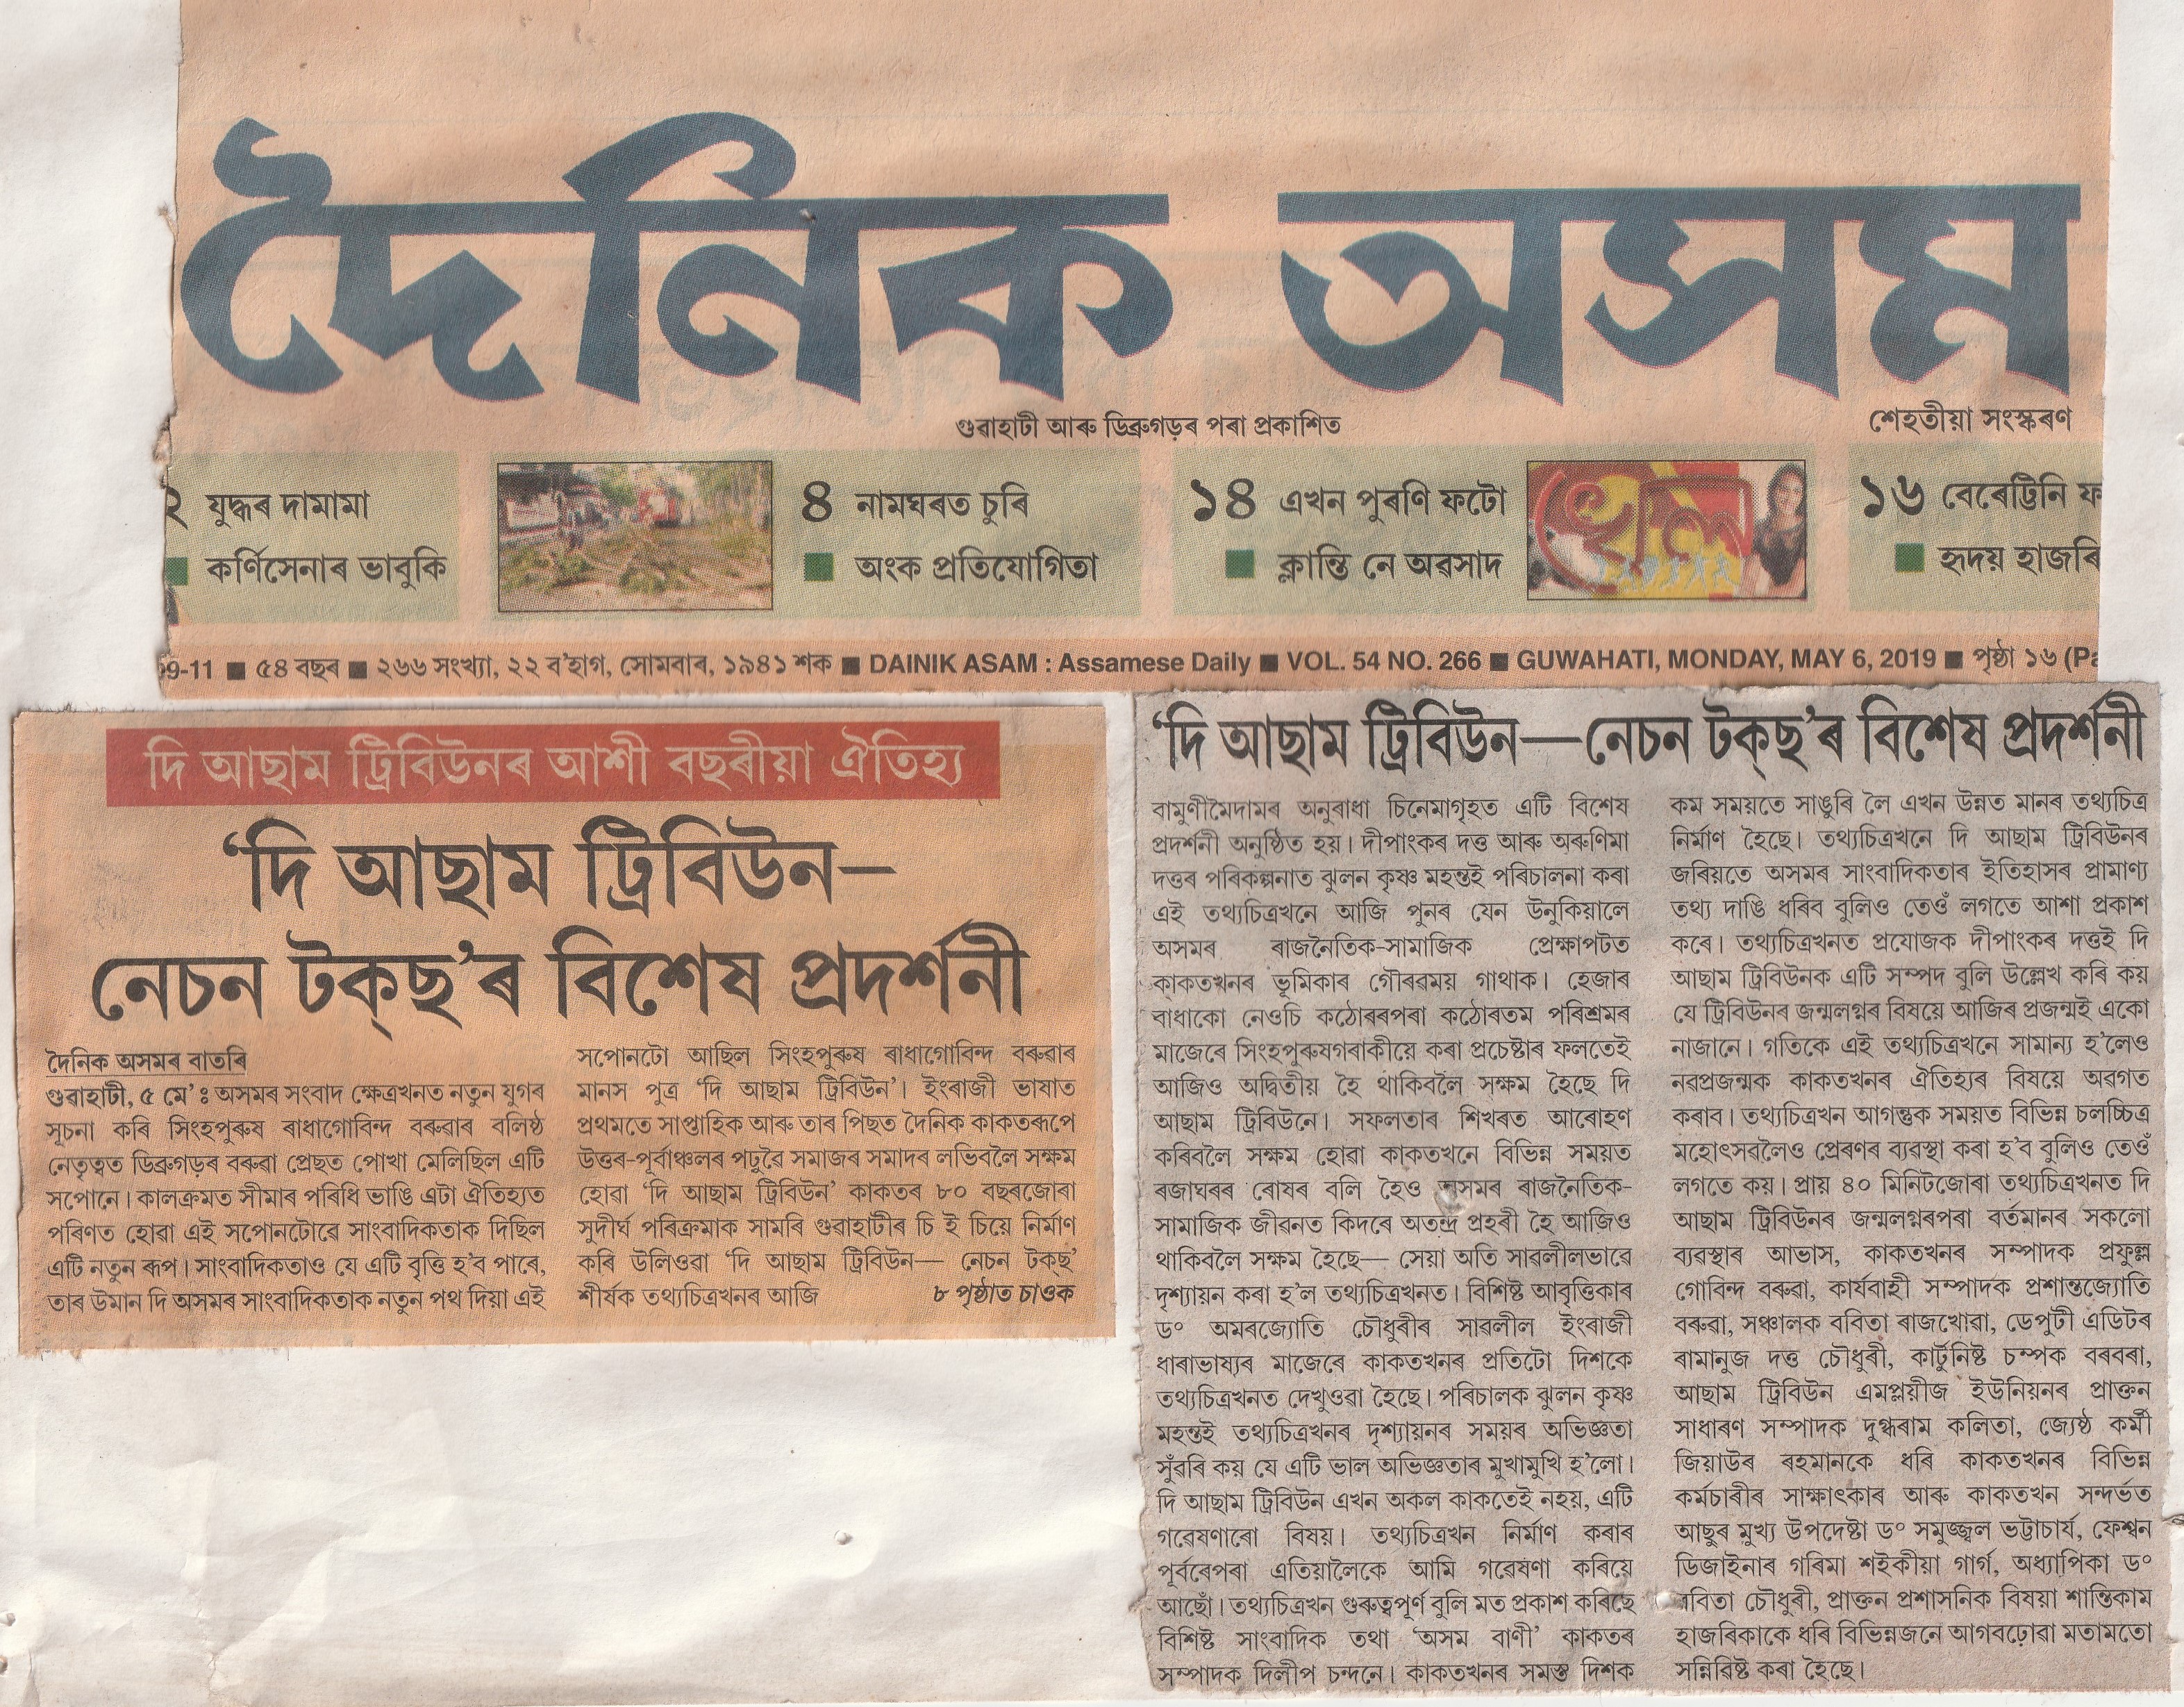 দৈনিক অসম
গুৱাহাটী আৰু ডিব্ৰুগড়ৰ পৰা প্ৰকাশিত
শেহতীয়া সংস্কৰণ
২ যুদ্ধৰ দামামা
কৰ্ণিসেনাৰ ভাবুকি
৪ নামঘৰত চুৰি
অংক প্ৰতিযোগিতা
১৪ এখন পুৰণি ফটো
ক্লান্তি নে অৱসাদ
খেল
১৬ বেৰেট্টিনি ফ
হৃদয় হাজৰি
09-11 ■ ৫৪ বছৰ ■ ২৬৬ সংখ্যা, ২২ ব'হাগ, সোমবাৰ, ১৯৪১ শক ■ DAINIK ASAM : Assamese Daily ■ VOL. 54 NO. 266 ■ GUWAHATI, MONDAY, MAY 6, 2019 ■ পৃষ্ঠা ১৬ (Pa
দি আছাম ট্ৰিবিউনৰ আশী বছৰীয়া ঐতিহ্য
‘দি আছাম ট্ৰিবিউন—
নেচন টক্‌ছ’ৰ বিশেষ প্ৰদৰ্শনী
দৈনিক অসমৰ বাতৰি
গুৱাহাটী, ৫ মে’ ঃ অসমৰ সংবাদ ক্ষেত্ৰখনত নতুন যুগৰ
সূচনা কৰি সিংহপুৰুষ ৰাধাগোবিন্দ বৰুৱাৰ বলিষ্ঠ
নেতৃত্বত ডিব্ৰুগড়ৰ বৰুৱা প্ৰেছত পোখা মেলিছিল এটি
সপোনে। কালক্ৰমত সীমাৰ পৰিধি ভাঙি এটা ঐতিহ্যত
পৰিণত হোৱা এই সপোনটোৱে সাংবাদিকতাক দিছিল
এটি নতুন ৰূপ। সাংবাদিকতাও যে এটি বৃত্তি হ’ব পাৰে,
তাৰ উমান দি অসমৰ সাংবাদিকতাক নতুন পথ দিয়া এই
সপোনটো আছিল সিংহপুৰুষ ৰাধাগোবিন্দ বৰুৱাৰ
মানস পুত্ৰ ‘দি আছাম ট্ৰিবিউন’। ইংৰাজী ভাষাত
প্ৰথমতে সাপ্তাহিক আৰু তাৰ পিছত দৈনিক কাকতৰূপে
উত্তৰ-পূৰ্বাঞ্চলৰ পঢুৱৈ সমাজৰ সমাদৰ লভিবলৈ সক্ষম
হোৱা ‘দি আছাম ট্ৰিবিউন’ কাকতৰ ৮০ বছৰজোৰা
সুদীৰ্ঘ পৰিক্ৰমাক সামৰি গুৱাহাটীৰ চি ই চিয়ে নিৰ্মাণ
কৰি উলিওৱা ‘দি আছাম ট্ৰিবিউন— নেচন টক্‌ছ’
শীৰ্ষক তথ্যচিত্ৰখনৰ আজি ৮ পৃষ্ঠাত চাওক
‘দি আছাম ট্ৰিবিউন—নেচন টক্‌ছ’ৰ বিশেষ প্ৰদৰ্শনী
বামুণীমৈদামৰ অনুৰাধা চিনেমাগৃহত এটি বিশেষ
প্ৰদৰ্শনী অনুষ্ঠিত হয়। দীপাংকৰ দত্ত আৰু অৰুণিমা
দত্তৰ পৰিকল্পনাত ঝুলন কৃষ্ণ মহন্তই পৰিচালনা কৰা
এই তথ্যচিত্ৰখনে আজি পুনৰ যেন উনুকিয়ালে
অসমৰ ৰাজনৈতিক-সামাজিক প্ৰেক্ষাপটত
কাকতখনৰ ভূমিকাৰ গৌৰৱময় গাথাক। হেজাৰ
বাধাকো নেওচি কঠোৰৰপৰা কঠোৰতম পৰিশ্ৰমৰ
মাজেৰে সিংহপুৰুষগৰাকীয়ে কৰা প্ৰচেষ্টাৰ ফলতেই
আজিও অদ্বিতীয় হৈ থাকিবলৈ সক্ষম হৈছে দি
আছাম ট্ৰিবিউনে। সফলতাৰ শিখৰত আৰোহণ
কৰিবলৈ সক্ষম হোৱা কাকতখনে বিভিন্ন সময়ত
ৰজাঘৰৰ ৰোষৰ বলি হৈও অসমৰ ৰাজনৈতিক-
সামাজিক জীৱনত কিদৰে অতন্দ্ৰ প্ৰহৰী হৈ আজিও
থাকিবলৈ সক্ষম হৈছে— সেয়া অতি সাৱলীলভাৱে
দৃশ্যায়ন কৰা হ’ল তথ্যচিত্ৰখনত। বিশিষ্ট আবৃত্তিকাৰ
ড° অমৰজ্যোতি চৌধুৰীৰ সাৱলীল ইংৰাজী
ধাৰাভাষ্যৰ মাজেৰে কাকতখনৰ প্ৰতিটো দিশকে
তথ্যচিত্ৰখনত দেখুওৱা হৈছে। পৰিচালক ঝুলন কৃষ্ণ
মহন্তই তথ্যচিত্ৰখনৰ দৃশ্যায়নৰ সময়ৰ অভিজ্ঞতা
সুঁৱৰি কয় যে এটি ভাল অভিজ্ঞতাৰ মুখামুখি হ’লো।
দি আছাম ট্ৰিবিউন এখন অকল কাকতেই নহয়, এটি
গৱেষণাৰো বিষয়। তথ্যচিত্ৰখন নিৰ্মাণ কৰাৰ
পূৰ্বৰেপৰা এতিয়ালৈকে আমি গৱেষণা কৰিয়ে
আছোঁ। তথ্যচিত্ৰখন গুৰুত্বপূৰ্ণ বুলি মত প্ৰকাশ কৰিছে
বিশিষ্ট সাংবাদিক তথা ‘অসম বাণী’ কাকতৰ
সম্পাদক দিলীপ চন্দনে। কাকতখনৰ সমস্ত দিশক
কম সময়তে সাঙুৰি লৈ এখন উন্নত মানৰ তথ্যচিত্ৰ
নিৰ্মাণ হৈছে। তথ্যচিত্ৰখনে দি আছাম ট্ৰিবিউনৰ
জৰিয়তে অসমৰ সাংবাদিকতাৰ ইতিহাসৰ প্ৰামাণ্য
তথ্য দাঙি ধৰিব বুলিও তেওঁ লগতে আশা প্ৰকাশ
কৰে। তথ্যচিত্ৰখনত প্ৰযোজক দীপাংকৰ দত্তই দি
আছাম ট্ৰিবিউনক এটি সম্পদ বুলি উল্লেখ কৰি কয়
যে ট্ৰিবিউনৰ জন্মলগ্নৰ বিষয়ে আজিৰ প্ৰজন্মই একো
নাজানে। গতিকে এই তথ্যচিত্ৰখনে সামান্য হ’লেও
নৱপ্ৰজন্মক কাকতখনৰ ঐতিহ্যৰ বিষয়ে অৱগত
কৰাব। তথ্যচিত্ৰখন আগন্তুক সময়ত বিভিন্ন চলচ্চিত্ৰ
মহোৎসৱলৈও প্ৰেৰণৰ ব্যৱস্থা কৰা হ’ব বুলিও তেওঁ
লগতে কয়। প্ৰায় ৪০ মিনিটজোৰা তথ্যচিত্ৰখনত দি
আছাম ট্ৰিবিউনৰ জন্মলগ্নৰপৰা বৰ্তমানৰ সকলো
ব্যৱস্থাৰ আভাস, কাকতখনৰ সম্পাদক প্ৰফুল্ল
গোবিন্দ বৰুৱা, কাৰ্যবাহী সম্পাদক প্ৰশান্তজ্যোতি
বৰুৱা, সঞ্চালক ববিতা ৰাজখোৱা, ডেপুটী এডিটৰ
ৰামানুজ দত্ত চৌধুৰী, কাৰ্টুনিষ্ট চম্পক বৰবৰা,
আছাম ট্ৰিবিউন এমপ্লয়ীজ ইউনিয়নৰ প্ৰাক্তন
সাধাৰণ সম্পাদক দুগ্ধৰাম কলিতা, জ্যেষ্ঠ কৰ্মী
জিয়াউৰ ৰহমানকে ধৰি কাকতখনৰ বিভিন্ন
কৰ্মচাৰীৰ সাক্ষাৎকাৰ আৰু কাকতখন সন্দৰ্ভত
আছুৰ মুখ্য উপদেষ্টা ড° সমুজ্জ্বল ভট্টাচাৰ্য, ফেশ্বন
ডিজাইনাৰ গৰিমা শইকীয়া গাৰ্গ, অধ্যাপিকা ড°
চৌধুৰী, প্ৰাক্তন প্ৰশাসনিক বিষয়া শান্তিকাম
হাজৰিকাকে ধৰি বিভিন্নজনে আগবঢ়োৱা মতামতো
সন্নিৱিষ্ট কৰা হৈছে।